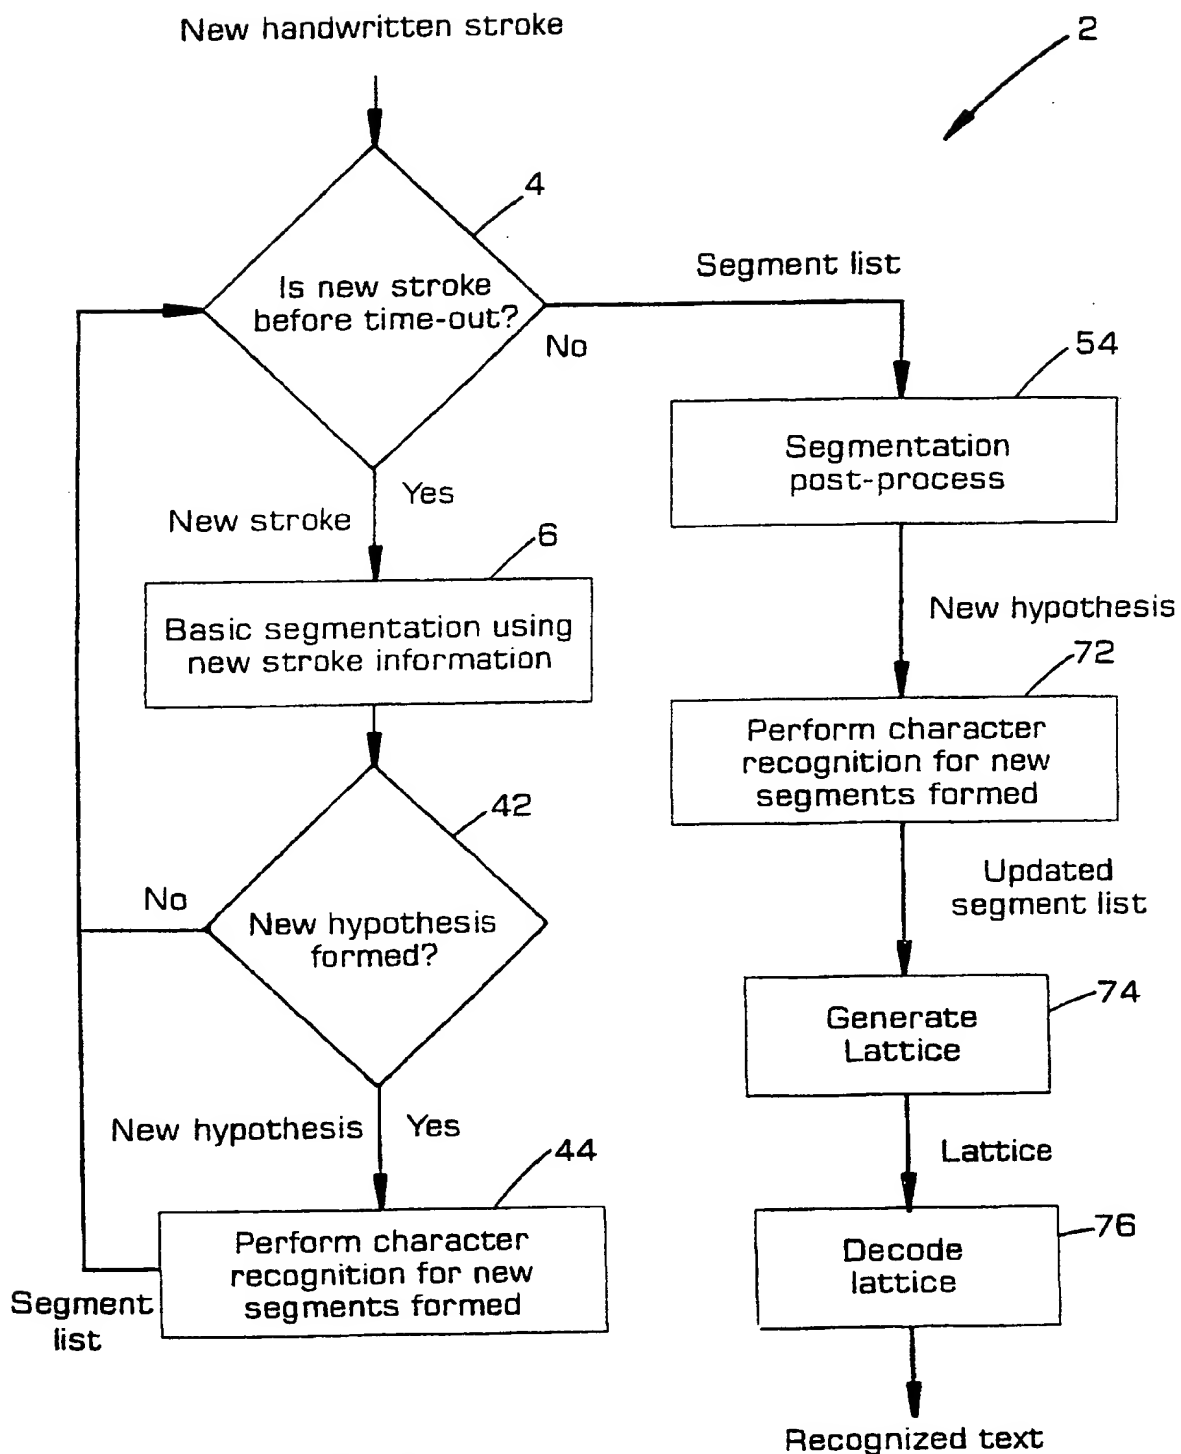 New handwritten stroke
2
4
Is new stroke
before time-out?
Segment list
No
54
Segmentation
post-process
Yes
New stroke
6
Basic segmentation using
new stroke information
New hypothesis
72
Perform character
recognition for new
segments formed
42
No
New hypothesis
formed?
Updated
segment list
74
Generate
Lattice
New hypothesis
Yes
44
Perform character
recognition for new
segments formed
Segment
list
Lattice
76
Decode
lattice
Recognized text